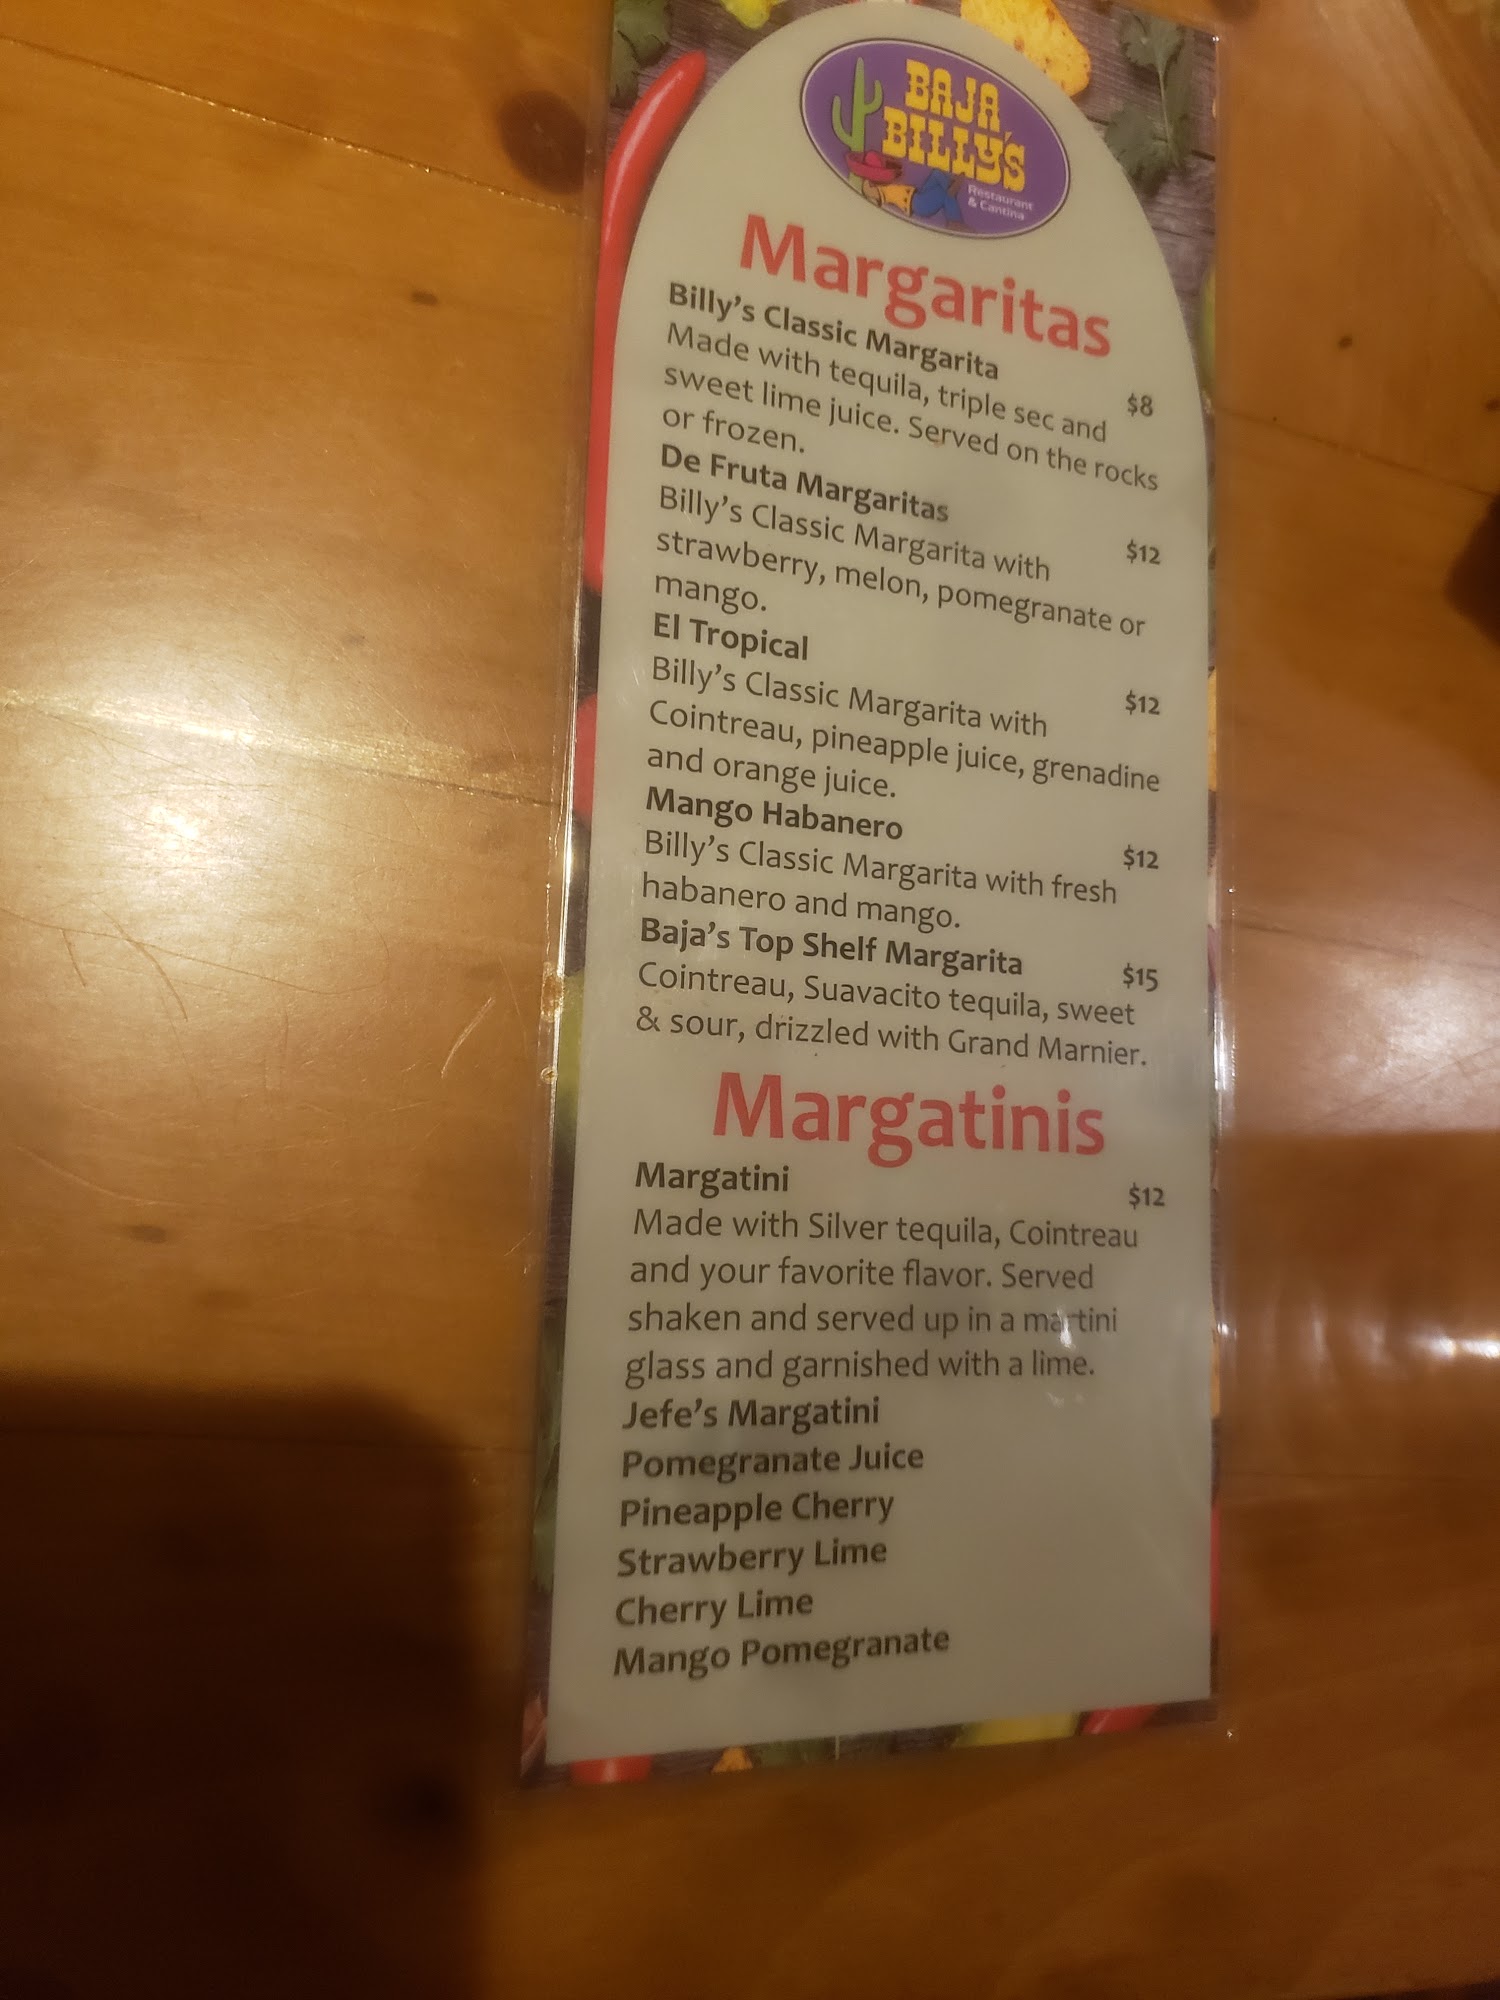 BAJA
BILLY'S
Restaurant
& Cantina
Margaritas
Billy's Classic Margarita
$8
Made with tequila, triple sec and
sweet lime juice. Served on the rocks
or frozen.
De Fruta Margaritas
$12
Billy's Classic Margarita with
strawberry, melon, pomegranate or
mango.
El Tropical
$12
Billy's Classic Margarita with
Cointreau, pineapple juice, grenadine
and orange juice.
Mango Habanero
$12
Billy's Classic Margarita with fresh
habanero and mango.
Baja's Top Shelf Margarita $15
Cointreau, Suavacito tequila, sweet
& sour, drizzled with Grand Marnier.
Margatinis
Margatini $12
Made with Silver tequila, Cointreau
and your favorite flavor. Served
shaken and served up in a martini
glass and garnished with a lime.
Jefe's Margatini
Pomegranate Juice
Pineapple Cherry
Strawberry Lime
Cherry Lime
Mango Pomegranate